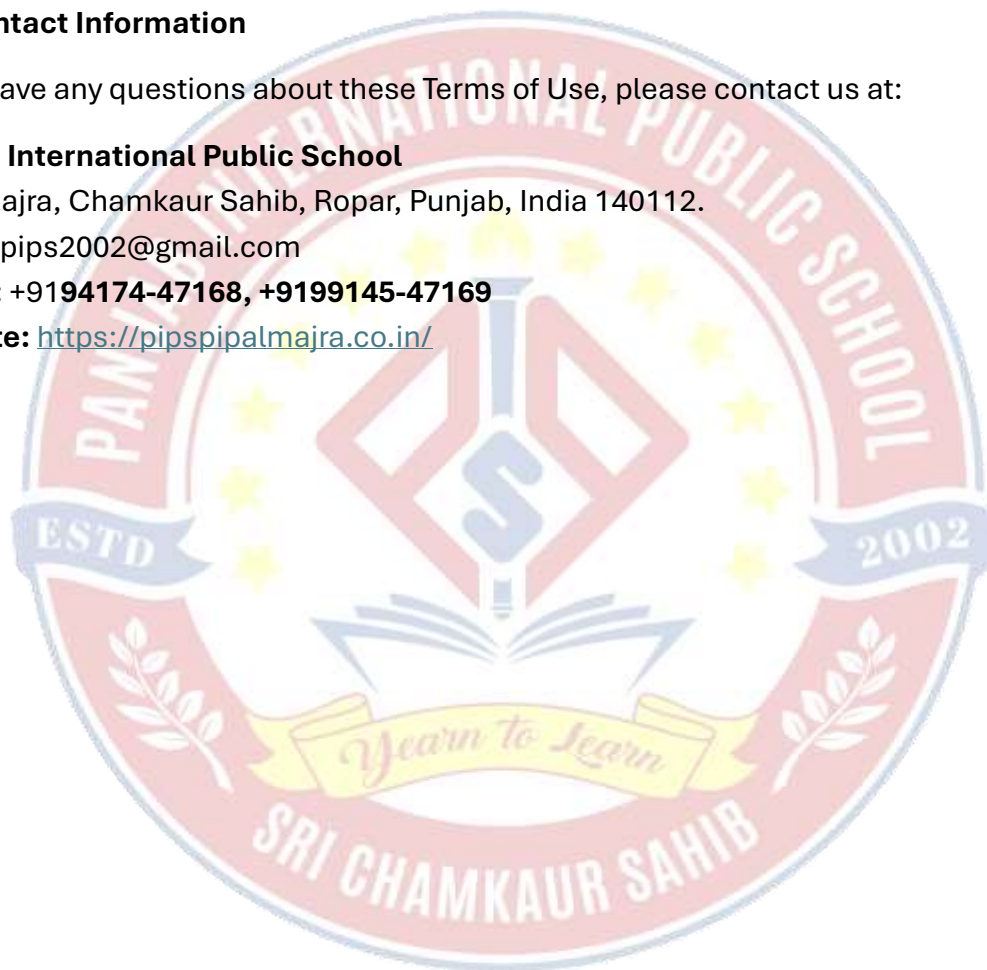 ntact Information
ave any questions about these Terms of Use, please contact us at:
International Public School
ajra, Chamkaur Sahib, Ropar, Punjab, India 140112.
pips2002@gmail.com
: +9194174-47168, +9199145-47169
te: https://pipspipalmajra.co.in/
PANJAB INTERNATIONAL PUBLIC SCHOOL
ESTD
2002
S
Yearn to Learn
SRI CHAMKAUR SAHIB